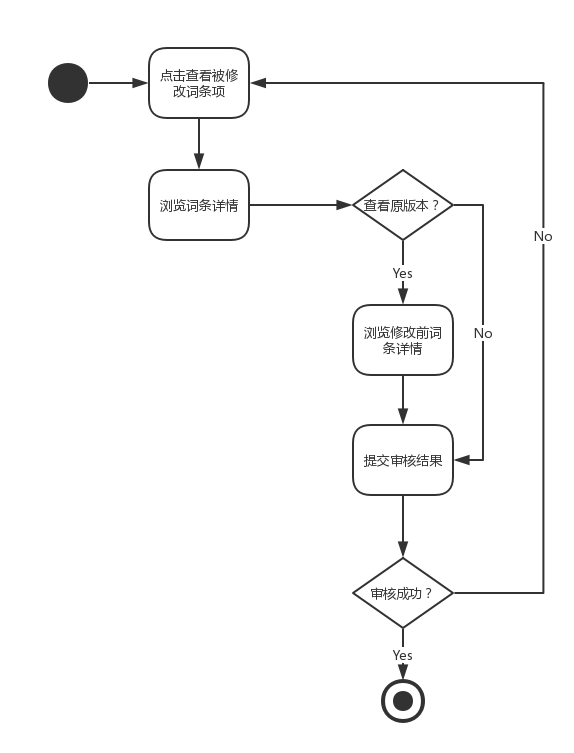 点击查看被修
改词条项
浏览词条详情
查看原版本？
No
Yes
浏览修改前词
条详情
No
提交审核结果
审核成功？
Yes